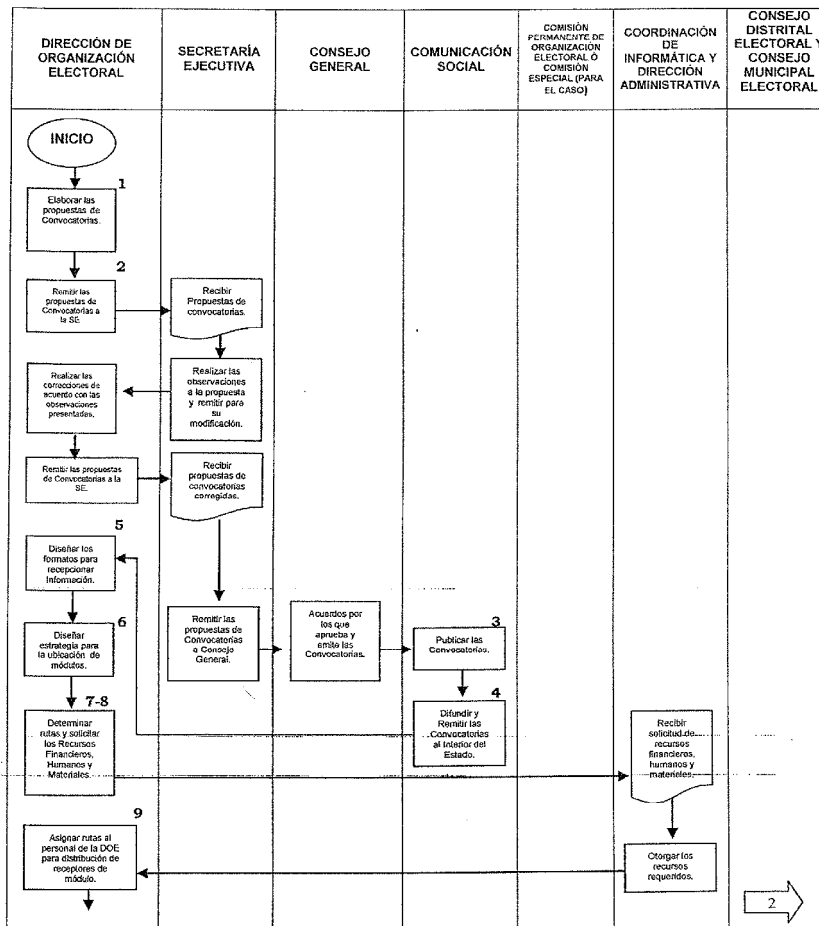 DIRECCIÓN DE
ORGANIZACIÓN
ELECTORAL
SECRETARÍA
EJECUTIVA
CONSEJO
GENERAL
COMUNICACIÓN
SOCIAL
COMISIÓN
PERMANENTE DE
ORGANIZACIÓN
ELECTORAL Ó
COMISIÓN
ESPECIAL (PARA
EL CASO)
COORDINACIÓN
DE
INFORMÁTICA Y
DIRECCIÓN
ADMINISTRATIVA
CONSEJO
DISTRITAL
ELECTORAL Y
CONSEJO
MUNICIPAL
ELECTORAL
INICIO
1
Elaborar las
propuestas de
Convocatorias.
2
Remitir las
propuestas de
Convocatorias a
la SE
Recibir
Propuestas de
convocatorias.
Realizar las
correcciones de
acuerdo con las
observaciones
presentadas.
Realizar las
observaciones
a la propuesta
y remitir para
su
modificación.
Remitir las propuestas
de Convocatorias a la
SE.
Recibir
propuestas de
convocatorias
corregidas.
5
Diseñar los
formatos para
recepcionar
Información.
6
Diseñar
estrategia para
la ubicación de
módulos.
Remitir las
propuestas de
Convocatorias
a Consejo
General.
Acuerdos por
los que
aprueba y
emite las
Convocatorias.
3
Publicar las
Convocatorias.
4
Difundir y
Remitir las
Convocatorias
al Interior del
Estado.
7-8
Determinar
rutas y solicitar
los Recursos
Financieros,
Humanos y
Materiales.
Recibir
solicitud de
recursos
financieros,
humanos y
materiales.
9
Asignar rutas al
personal de la DOE
para distribución de
receptores de
módulo.
Otorgar los
recursos
requeridos.
2